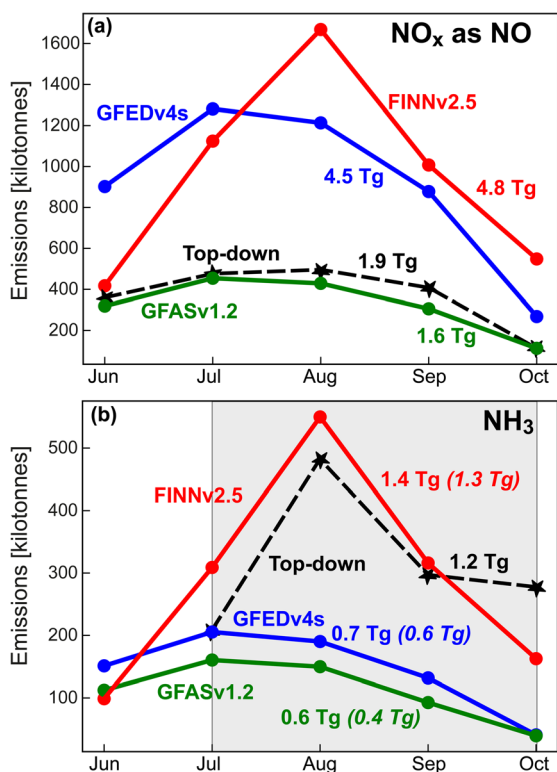 (a)
NOx as NO
1600
1400
1200
1000
800
600
400
200
Emissions [kilotonnes]
GFEDv4s
FINNv2.5
4.5 Tg
4.8 Tg
Top-down
1.9 Tg
GFASv1.2
1.6 Tg
Jun
Jul
Aug
Sep
Oct
(b)
NH3
500
400
300
200
100
Emissions [kilotonnes]
FINNv2.5
1.4 Tg (1.3 Tg)
Top-down
1.2 Tg
GFEDv4s
0.7 Tg (0.6 Tg)
GFASv1.2
0.6 Tg (0.4 Tg)
Jun
Jul
Aug
Sep
Oct